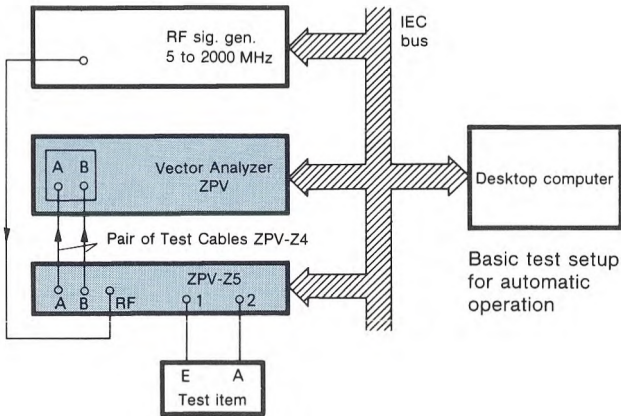 RF sig. gen.
5 to 2000 MHz
IEC
bus
A B
Vector Analyzer
ZPV
Desktop computer
Pair of Test Cables ZPV-Z4
Basic test setup
for automatic
operation
ZPV-Z5
A B RF 1 2
E A
Test item